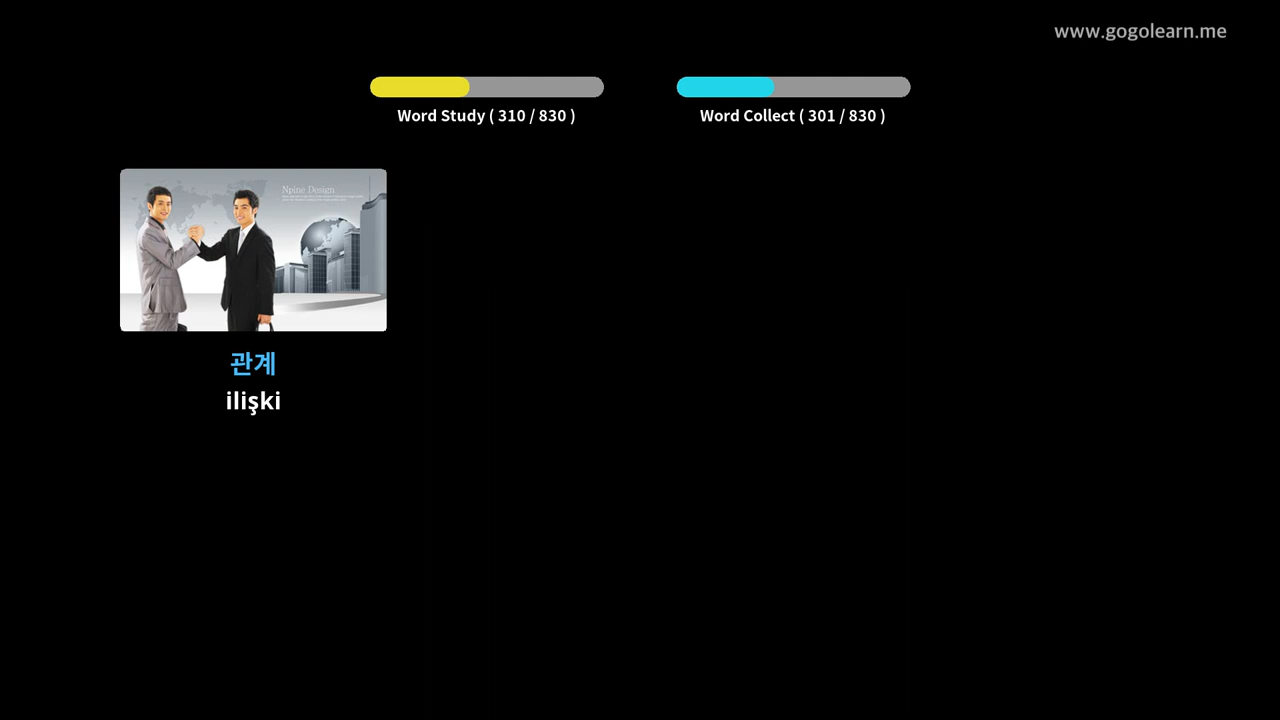 www.gogolearn.me
Word Study ( 310 / 830 )
Word Collect ( 301 / 830 )
Npine Design
관계
ilişki